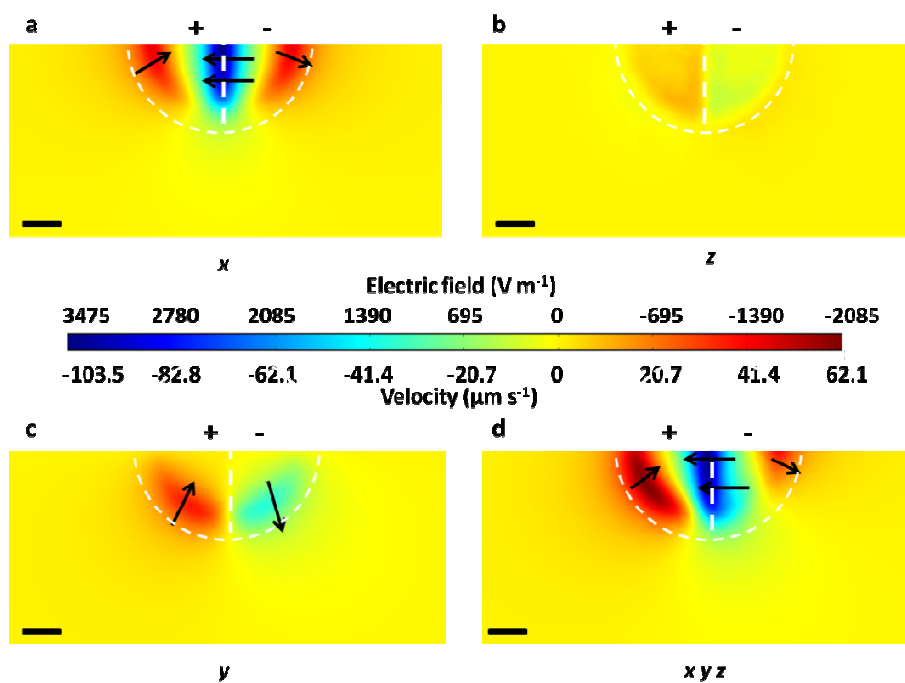 a + -
b + -
x
z
Electric field (V m-1)
3475 2780 2085 1390 695 0 -695 -1390 -2085
-103.5 -82.8 -62.1 -41.4 -20.7 0 20.7 41.4 62.1
Velocity (μm s-1)
c + -
d + -
y
x y z